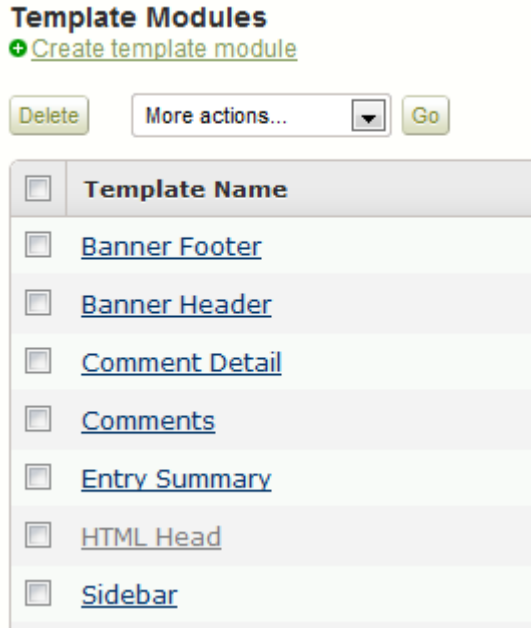 Template Modules
Create template module
Delete More actions... Go
Template Name
Banner Footer
Banner Header
Comment Detail
Comments
Entry Summary
HTML Head
Sidebar